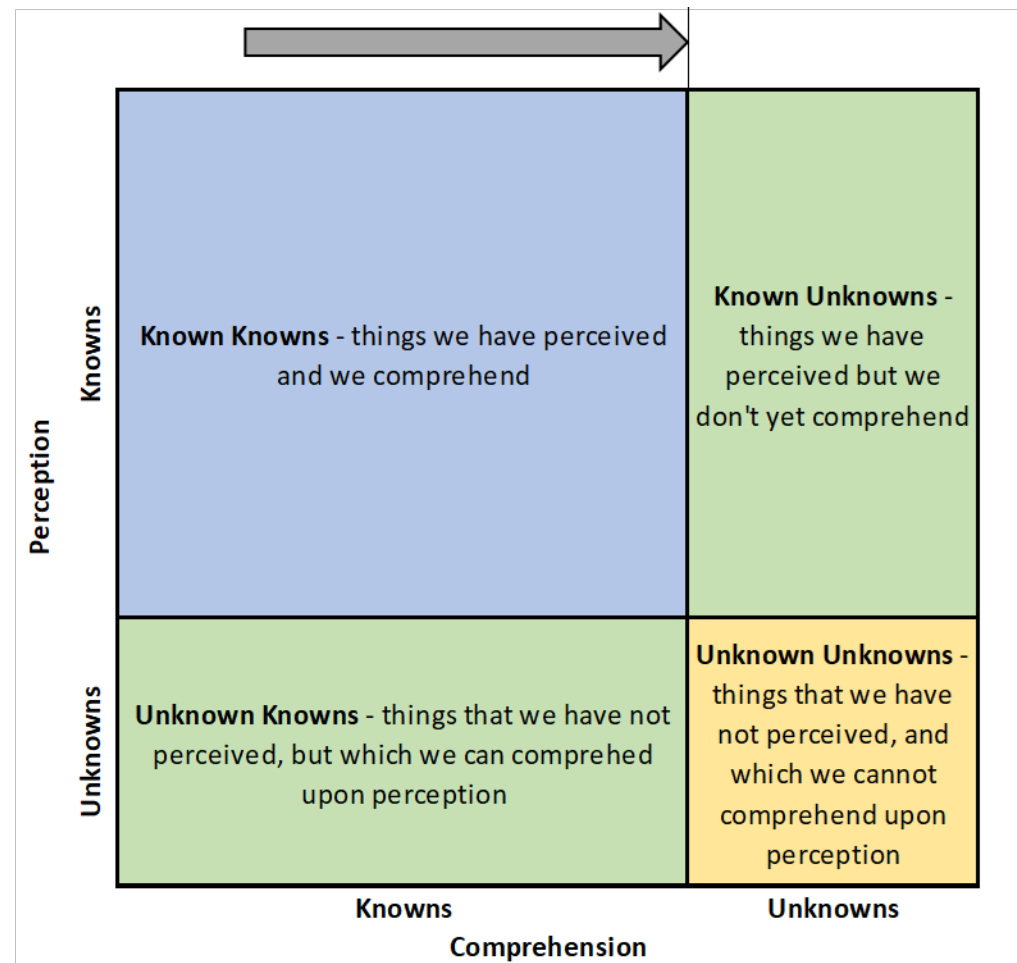 Perception
Knowns
Known Knowns - things we have perceived
and we comprehend
Known Unknowns -
things we have
perceived but we
don't yet comprehend
Unknowns
Unknown Knowns - things that we have not
perceived, but which we can comprehed
upon perception
Unknown Unknowns -
things that we have
not perceived, and
which we cannot
comprehend upon
perception
Knowns
Unknowns
Comprehension